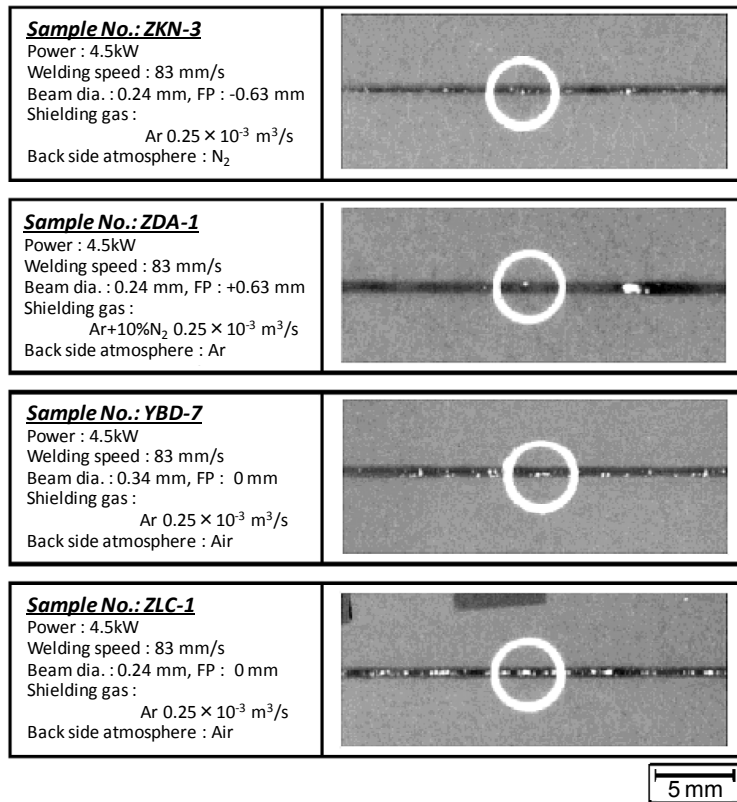 Sample No.: ZKN-3
Power : 4.5kW
Welding speed : 83 mm/s
Beam dia. : 0.24 mm, FP : -0.63 mm
Shielding gas :
Ar 0.25 × 10⁻³ m³/s
Back side atmosphere : N₂
Sample No.: ZDA-1
Power : 4.5kW
Welding speed : 83 mm/s
Beam dia. : 0.24 mm, FP : +0.63 mm
Shielding gas :
Ar+10%N₂ 0.25 × 10⁻³ m³/s
Back side atmosphere : Ar
Sample No.: YBD-7
Power : 4.5kW
Welding speed : 83 mm/s
Beam dia. : 0.34 mm, FP : 0 mm
Shielding gas :
Ar 0.25 × 10⁻³ m³/s
Back side atmosphere : Air
Sample No.: ZLC-1
Power : 4.5kW
Welding speed : 83 mm/s
Beam dia. : 0.24 mm, FP : 0 mm
Shielding gas :
Ar 0.25 × 10⁻³ m³/s
Back side atmosphere : Air
5 mm